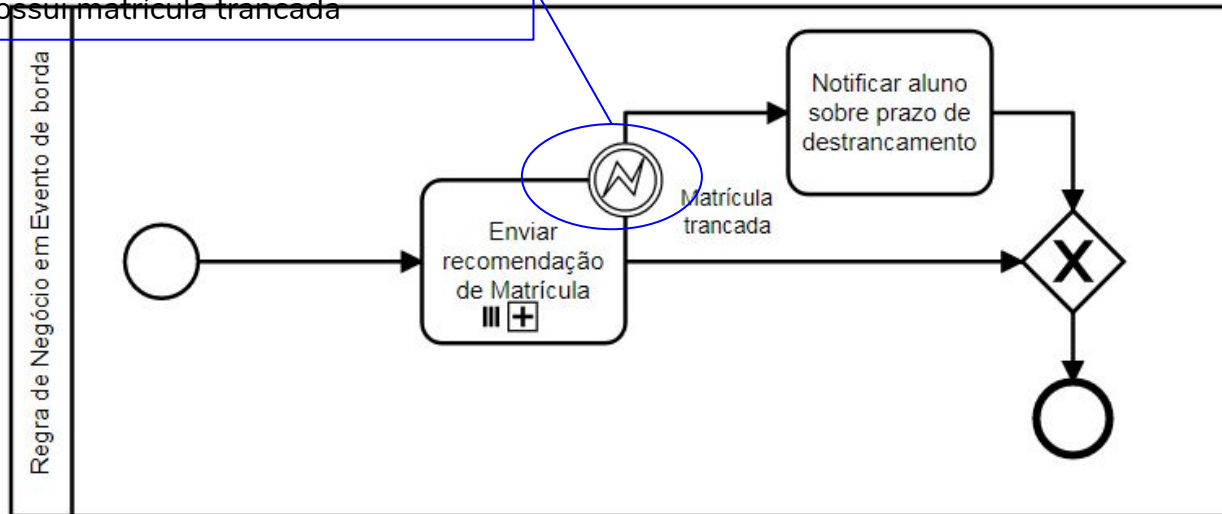 matrícula trancada
Regra de Negócio em Evento de borda
Notificar aluno
sobre prazo de
destrancamento
Matrícula
trancada
Enviar
recomendação
de Matrícula